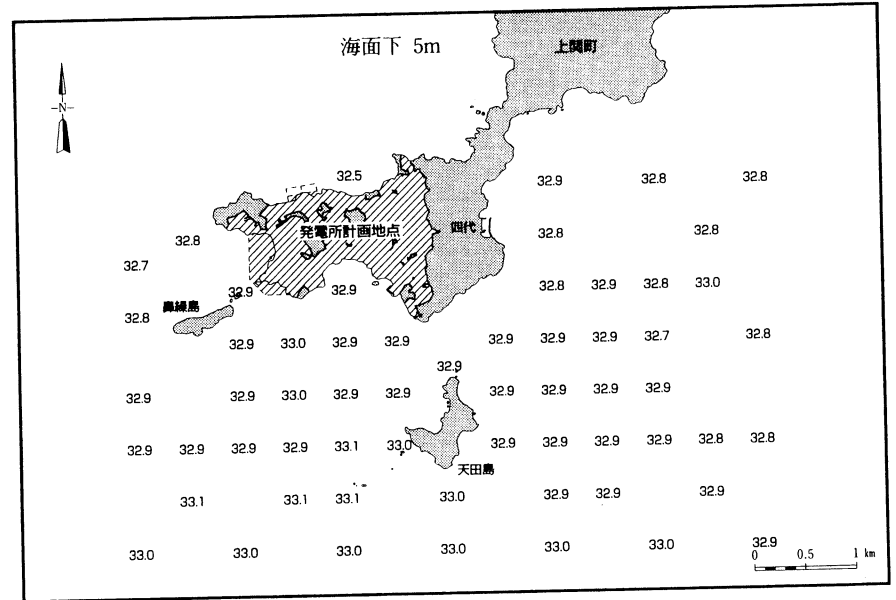 海面下 5m
上関町
N
32.5
32.9 32.8 32.8
発電所計画地点 四代
32.8 32.8 32.8
32.7
32.9 32.9 32.8 32.9 32.8 33.0
32.8 鼻繰島
32.9 33.0 32.9 32.9 32.9 32.9 32.9 32.7 32.8
32.9
32.9 32.9 33.0 32.9 32.9 32.9 32.9 32.9 32.9
32.9 32.9 32.9 32.9 33.1 33.0 32.9 32.9 32.9 32.9 32.8 32.8
天田島
33.1 33.1 33.1 33.0 32.9 32.9 32.9
33.0 33.0 33.0 33.0 33.0 33.0 32.9
0 0.5 1 km